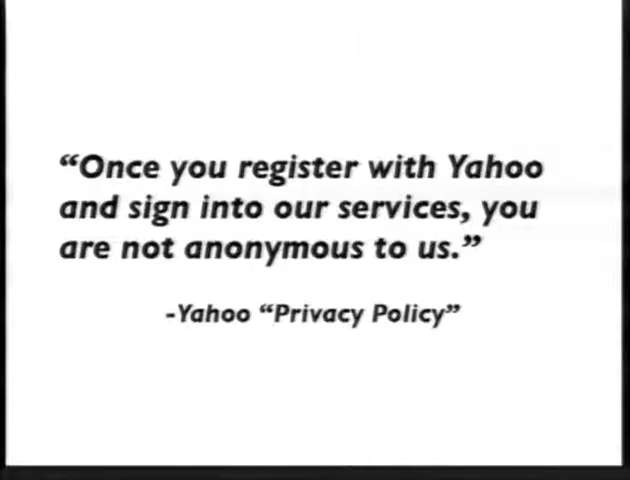 “Once you register with Yahoo
and sign into our services, you
are not anonymous to us.”
-Yahoo “Privacy Policy”